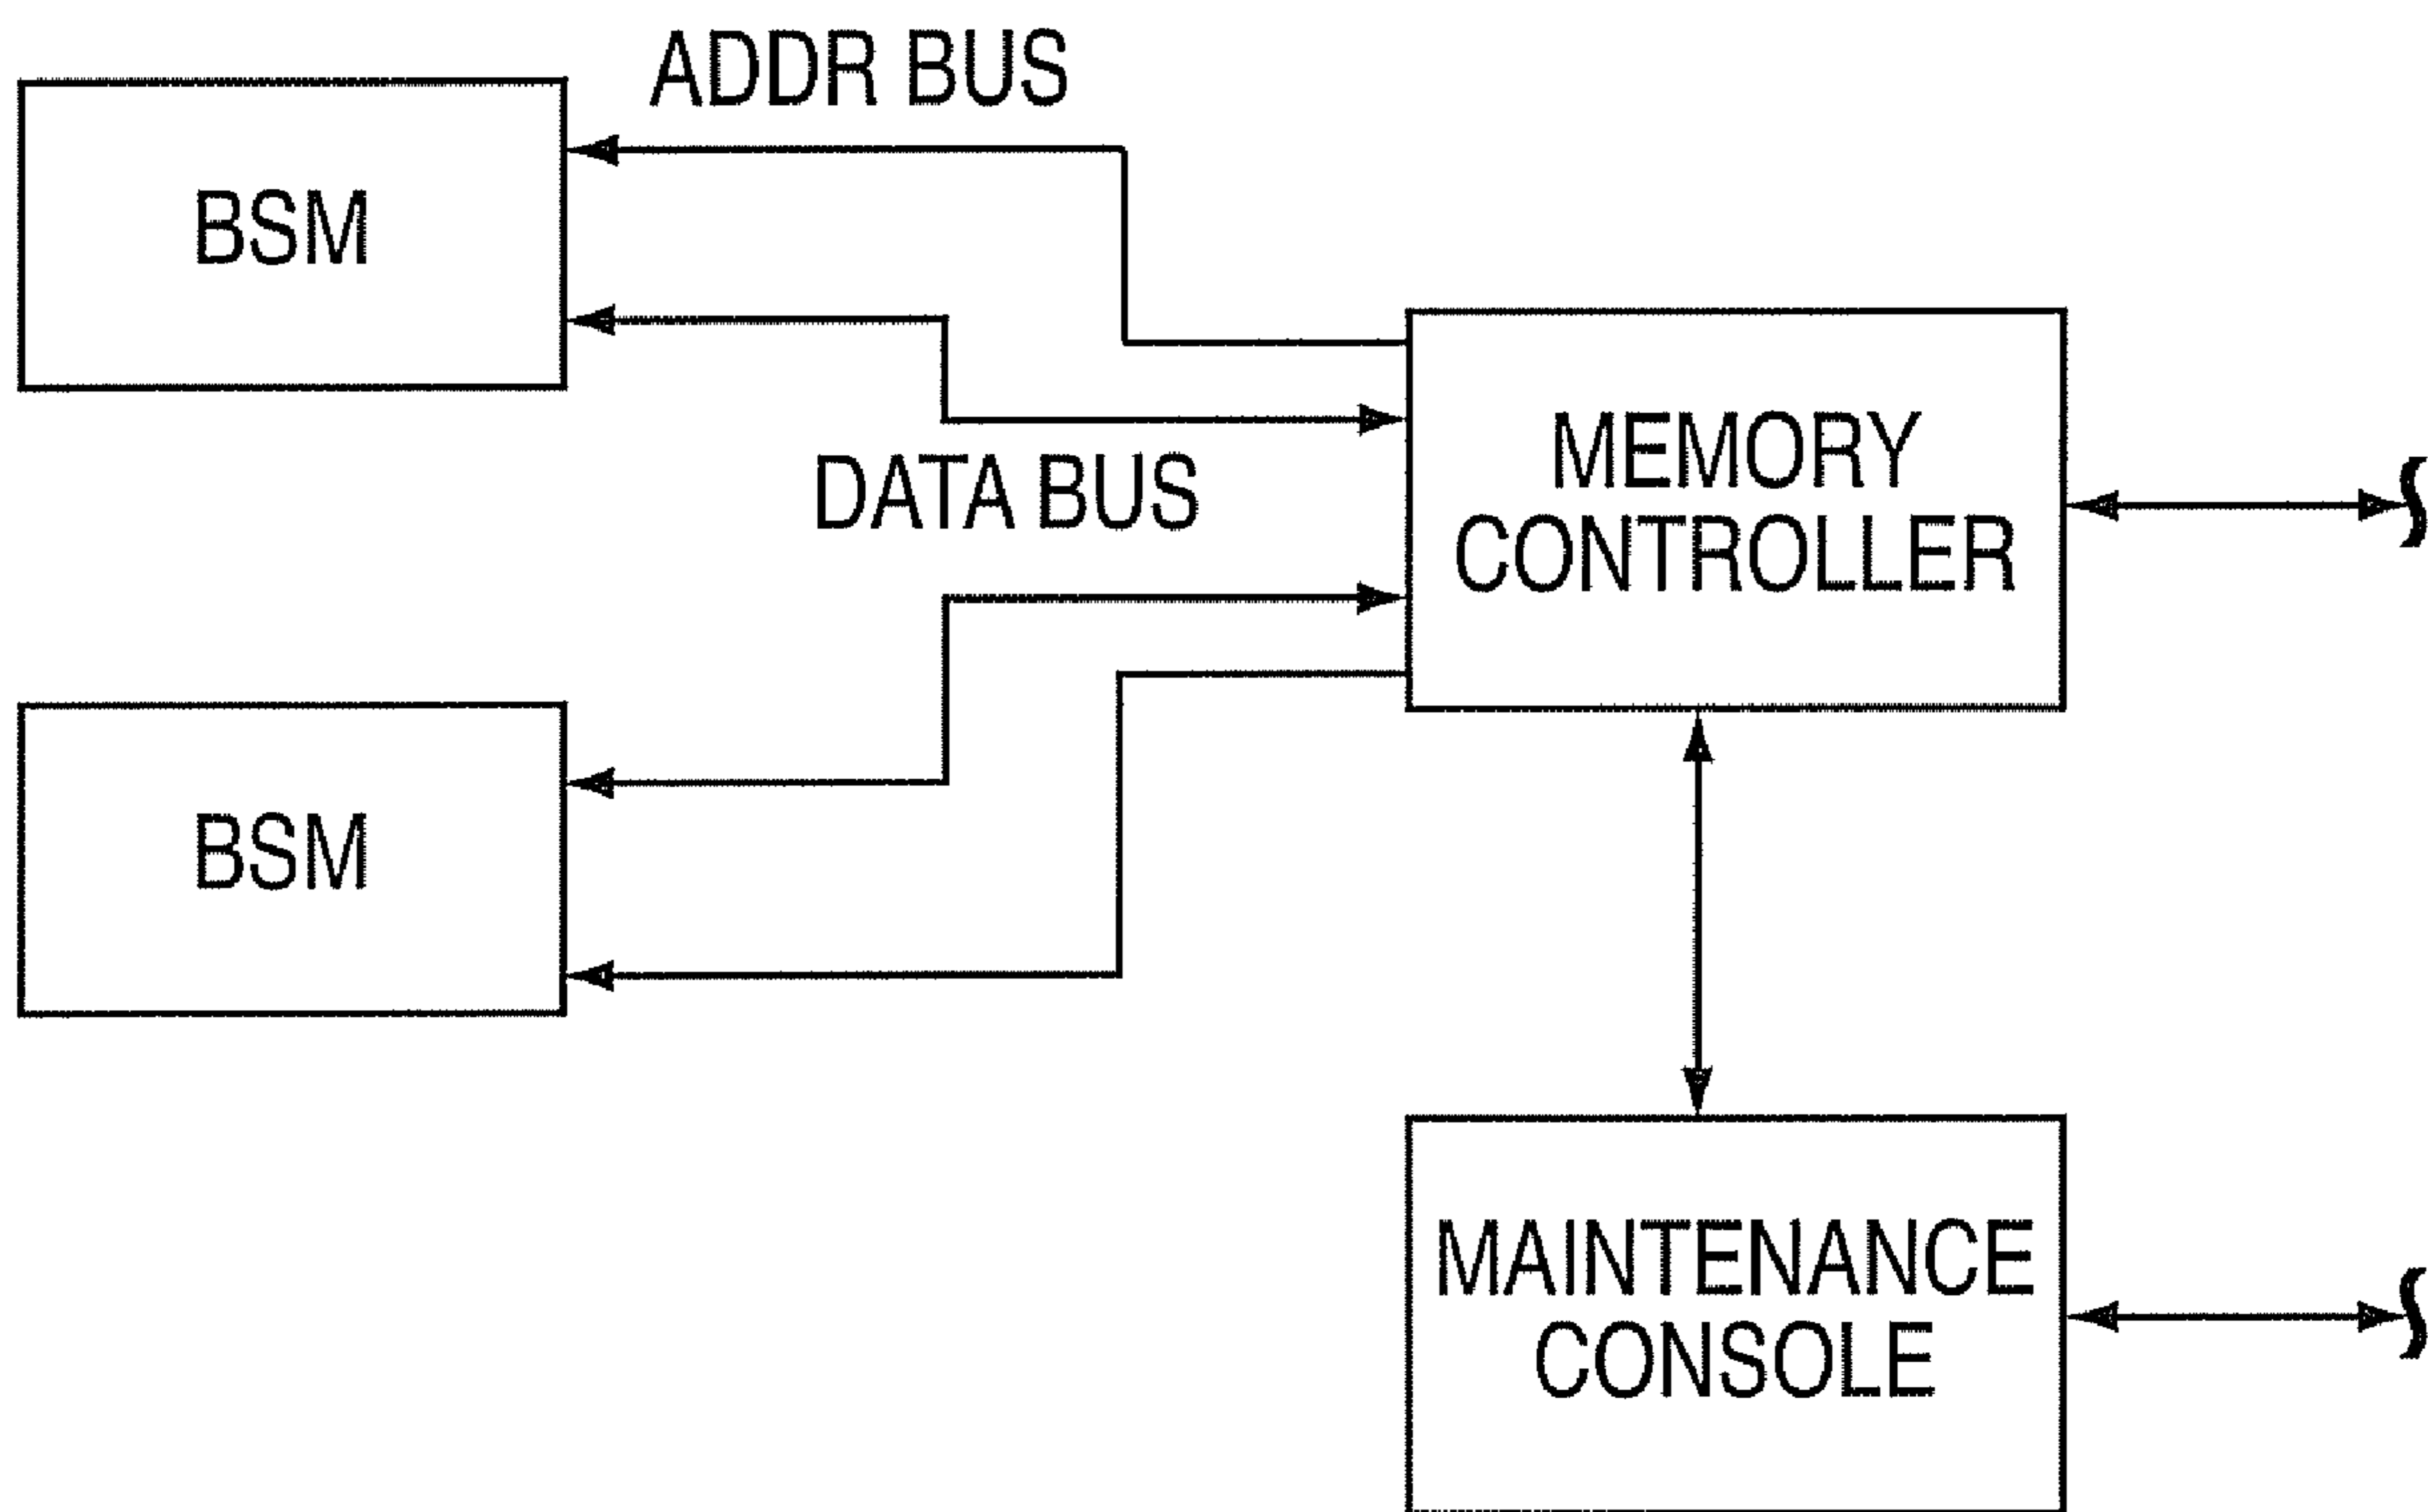 ADDR BUS
BSM
DATA BUS
MEMORY
CONTROLLER
BSM
MAINTENANCE
CONSOLE